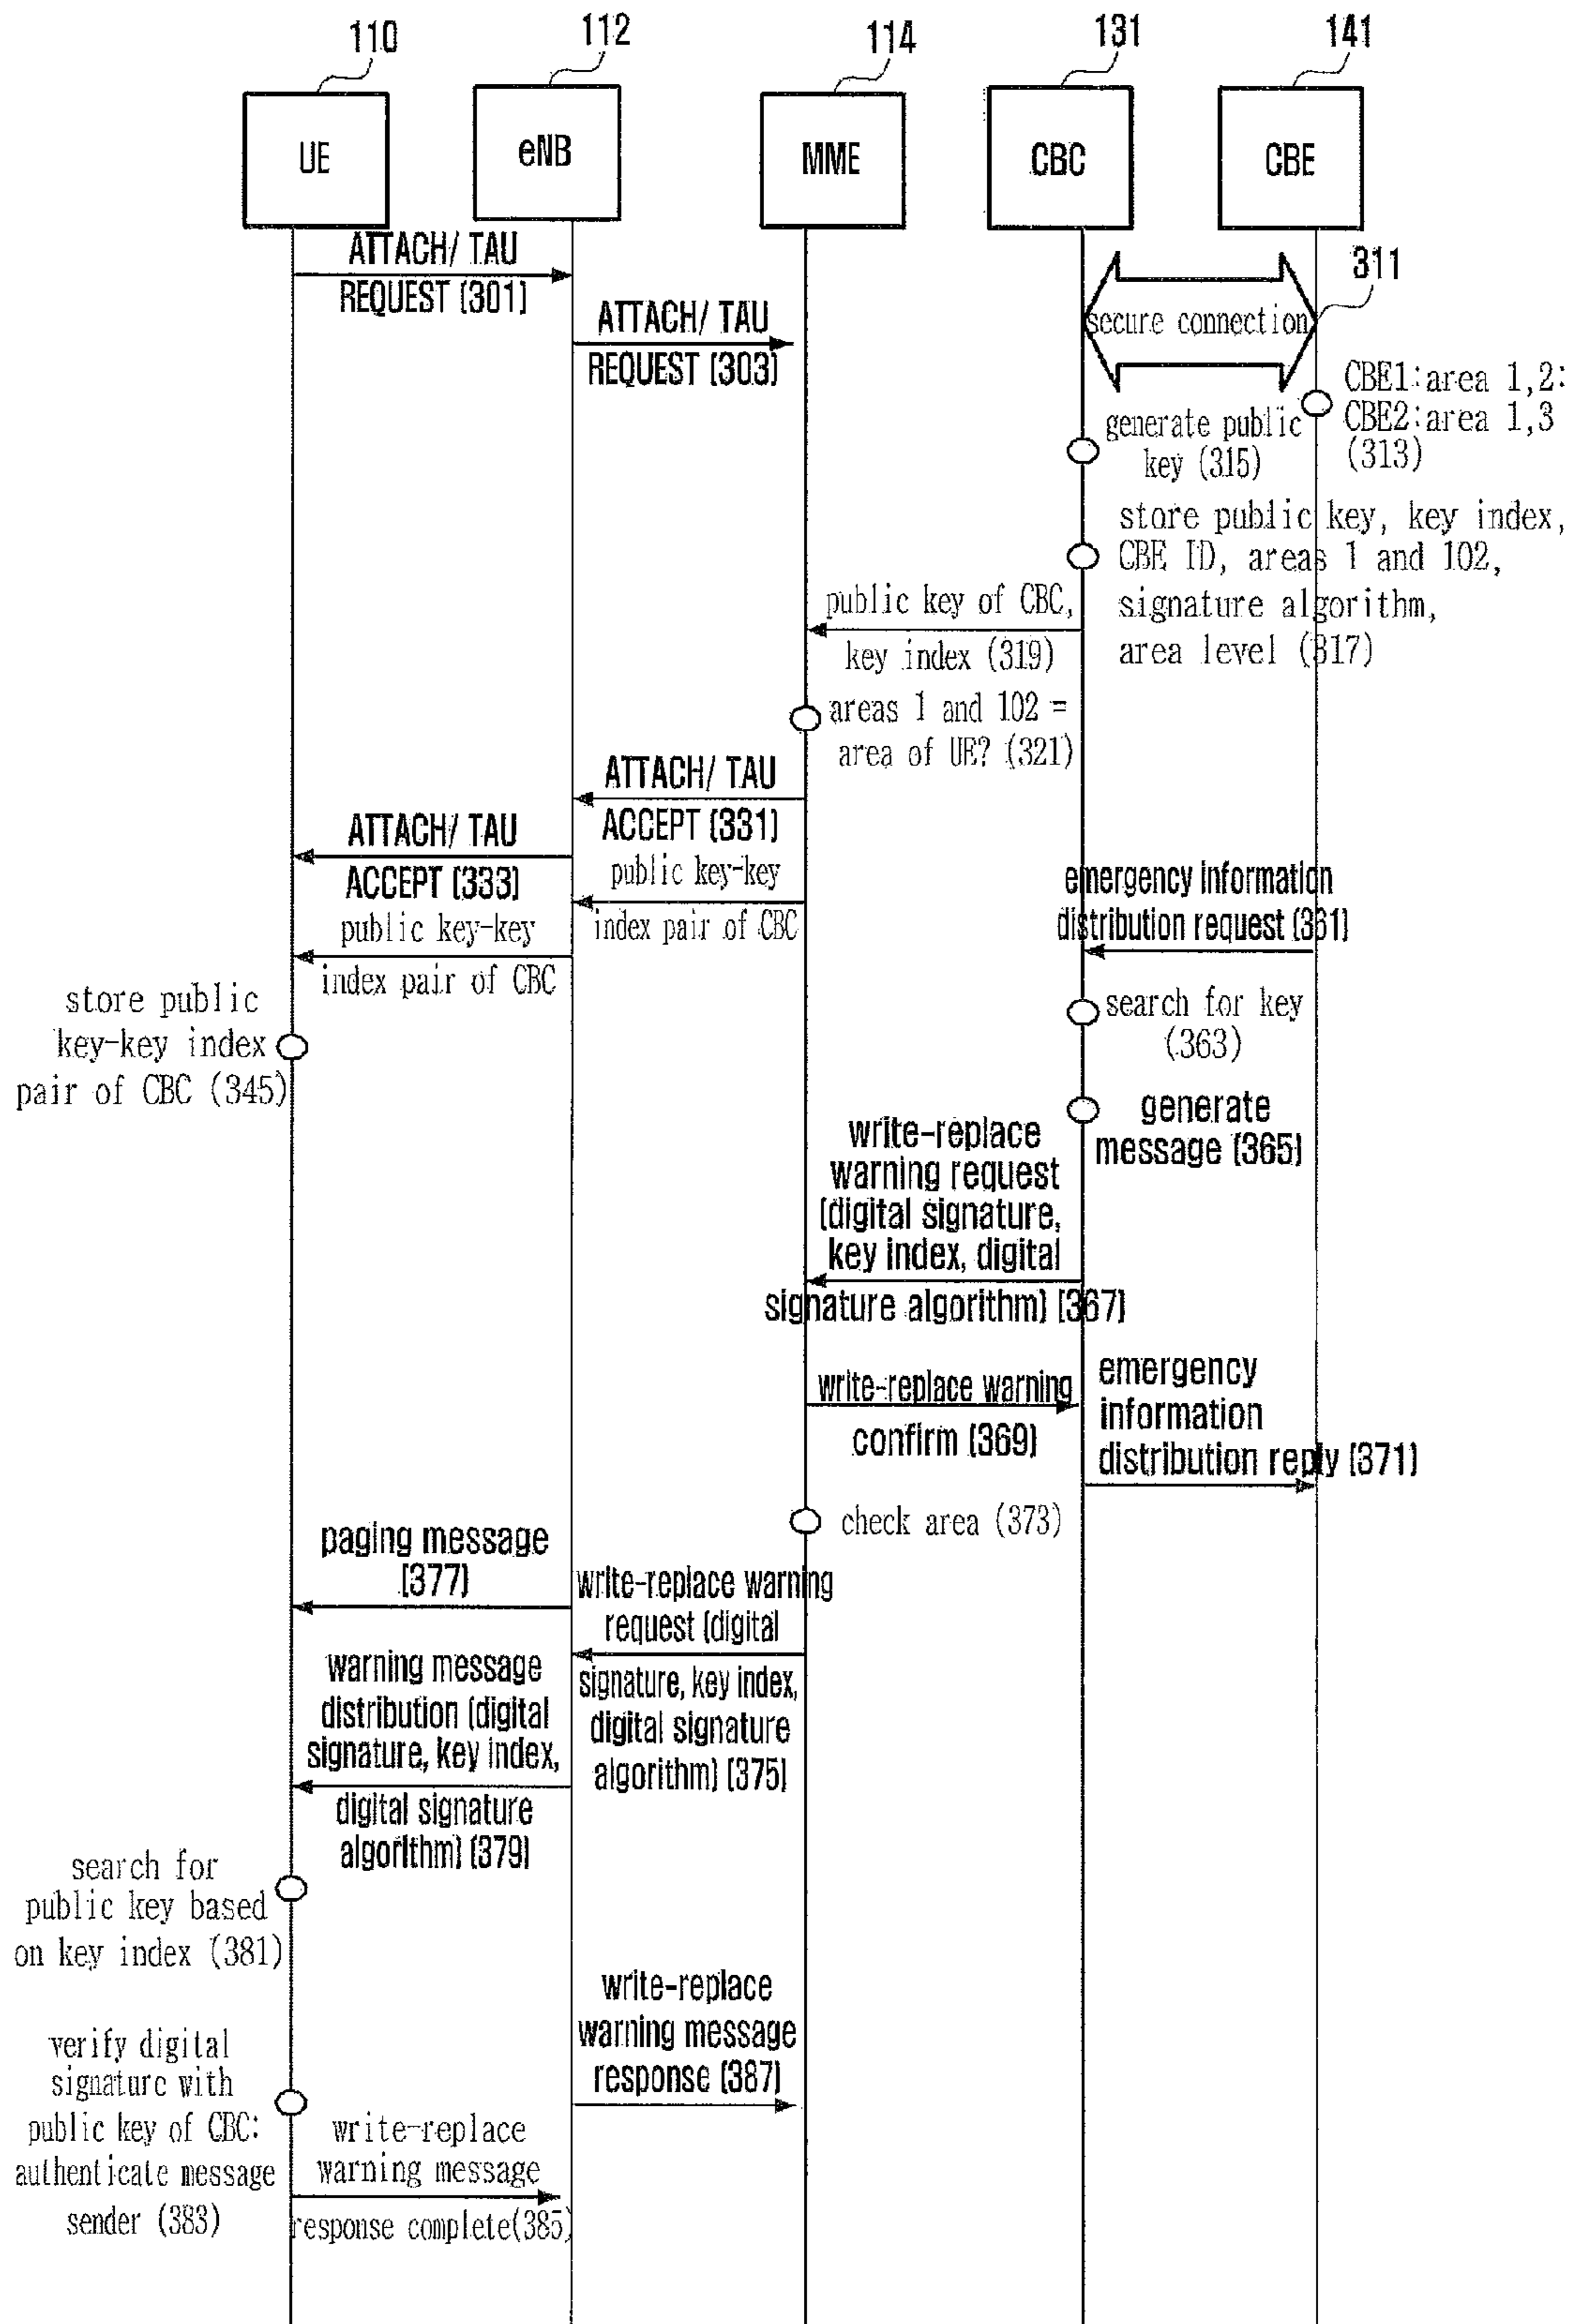 110
112
114
131
141
UE
eNB
MME
CBC
CBE
ATTACH/ TAU
REQUEST (301)
ATTACH/ TAU
REQUEST (303)
311
secure connection
CBE1:area 1,2:
CBE2:area 1,3
(313)
generate public
key (315)
store public key, key index,
CBE ID, areas 1 and 102,
signature algorithm,
area level (317)
public key of CBC,
key index (319)
areas 1 and 102 =
area of UE? (321)
ATTACH/ TAU
ACCEPT (331)
public key-key
index pair of CBC
ATTACH/ TAU
ACCEPT (333)
public key-key
index pair of CBC
store public
key-key index
pair of CBC (345)
emergency information
distribution request (361)
search for key
(363)
generate
message (365)
write-replace
warning request
(digital signature,
key index, digital
signature algorithm) (367)
write-replace warning
confirm (369)
emergency
information
distribution reply (371)
check area (373)
paging message
(377)
write-replace warning
request (digital
signature, key index,
digital signature
algorithm) (375)
warning message
distribution (digital
signature, key index,
digital signature
algorithm) (379)
search for
public key based
on key index (381)
write-replace
warning message
response (387)
verify digital
signature with
public key of CBC:
authenticate message
sender (383)
write-replace
warning message
response complete(385)